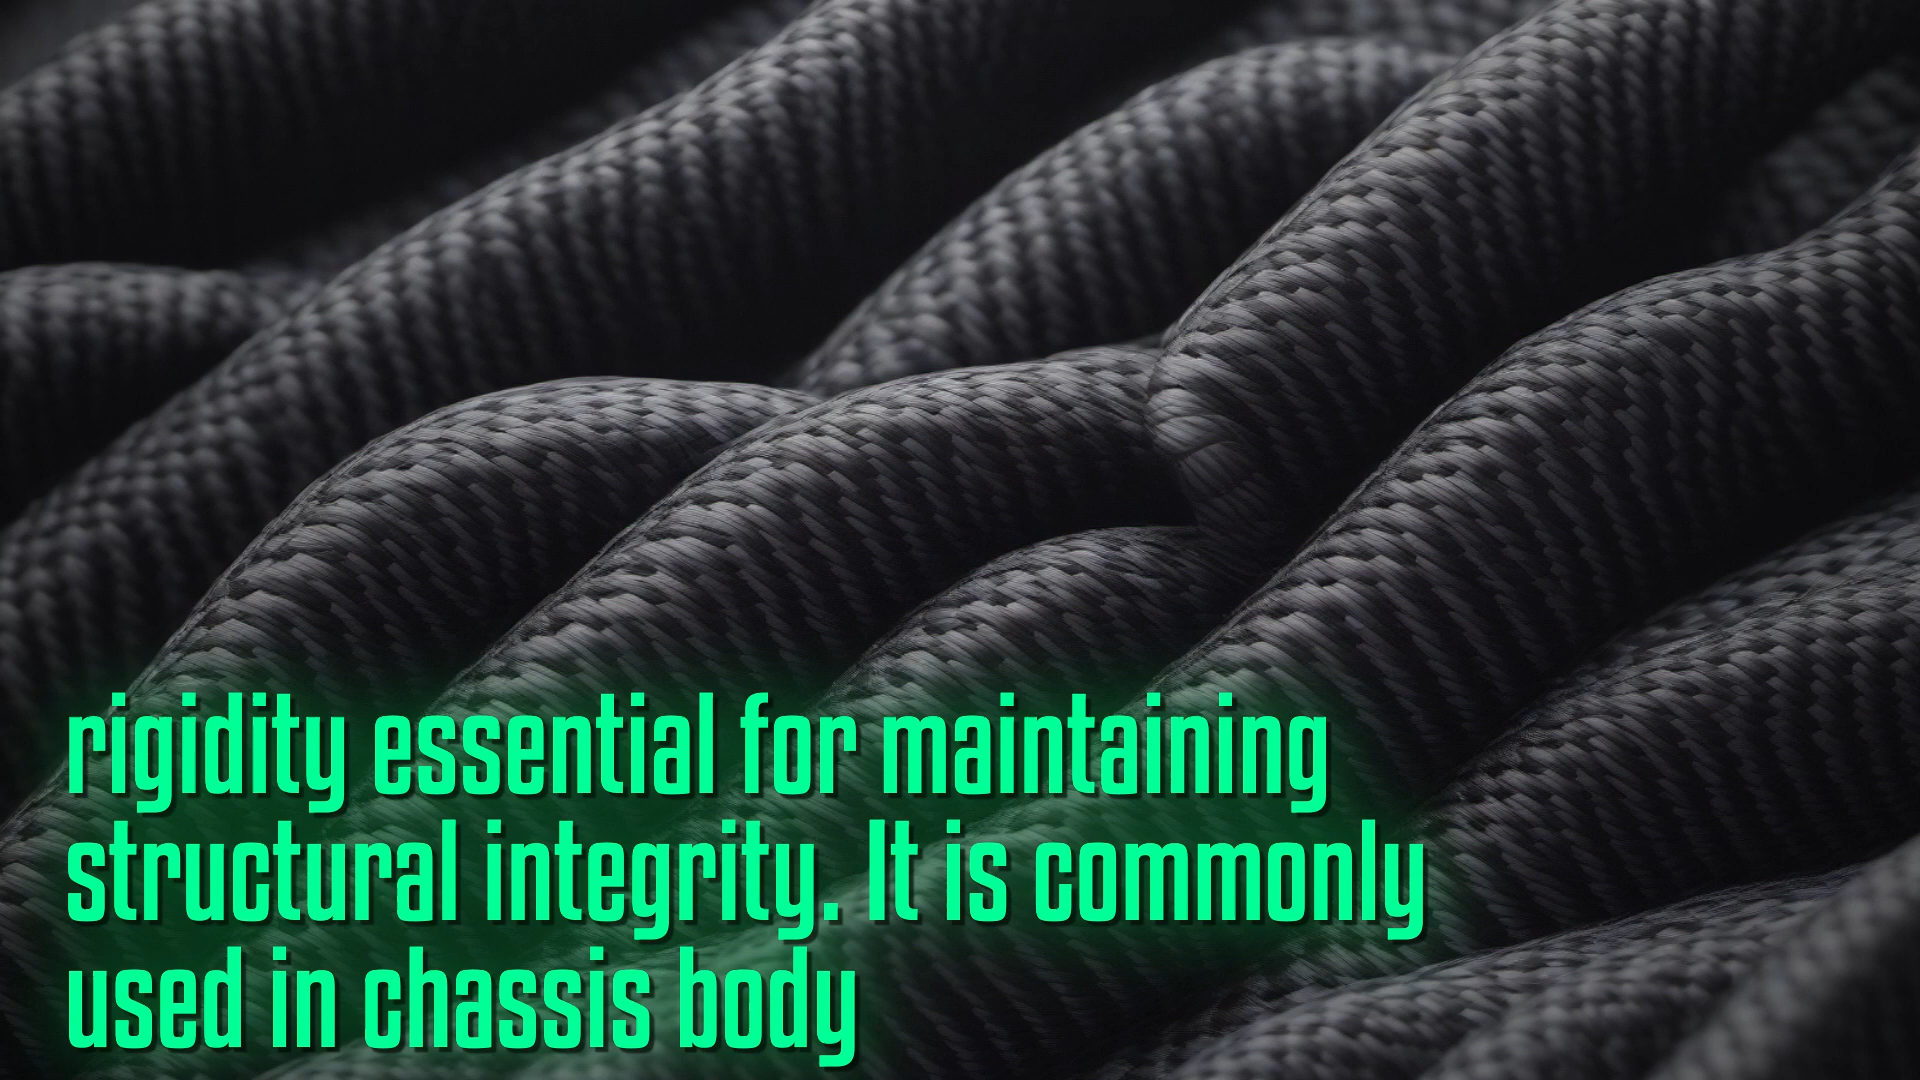 rigidity essential for maintaining
structural integrity. It is commonly
used in chassis body